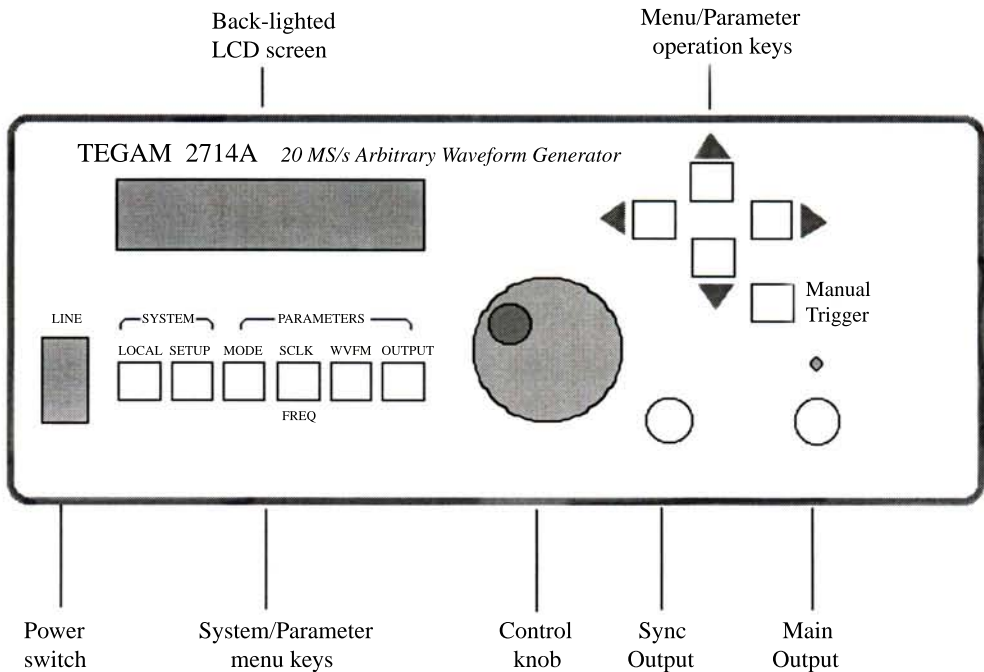 Back-lighted
LCD screen
Menu/Parameter
operation keys
TEGAM 2714A 20 MS/s Arbitrary Waveform Generator
Manual
Trigger
LINE
SYSTEM
PARAMETERS
LOCAL SETUP MODE SCLK WVFM OUTPUT
FREQ
Power
switch
System/Parameter
menu keys
Control
knob
Sync
Output
Main
Output